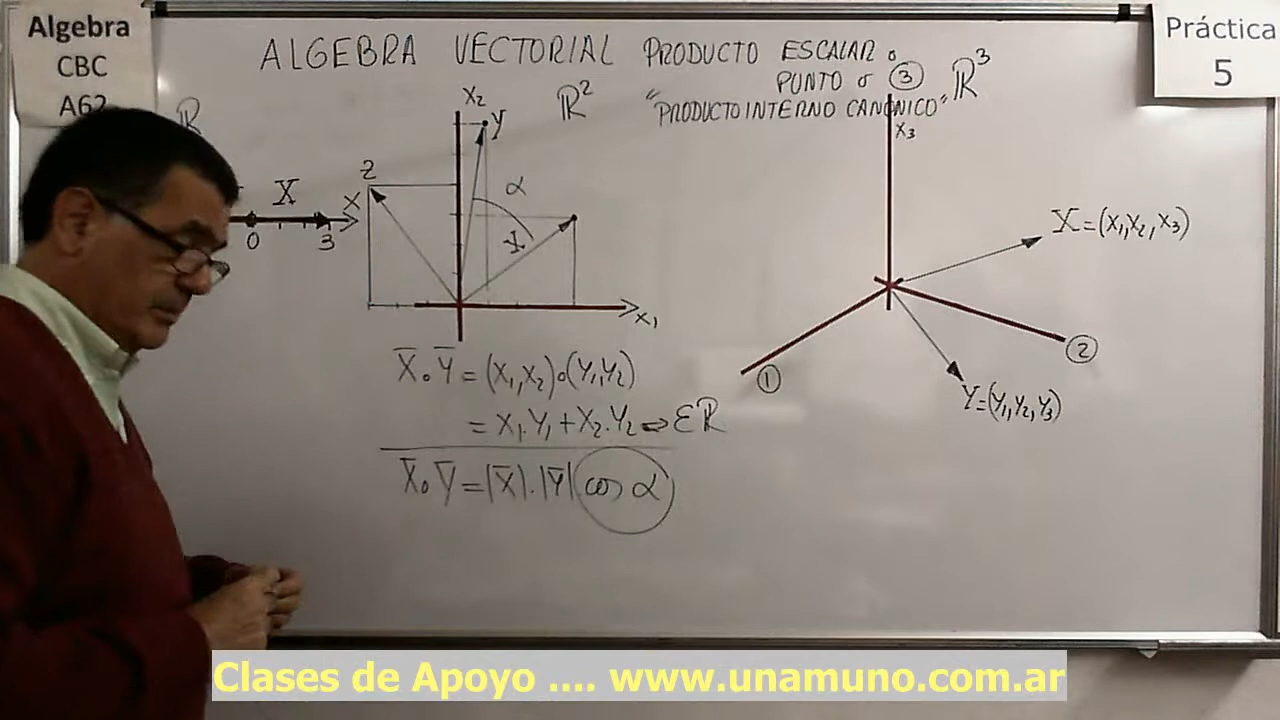 Algebra
CBC
A62
Práctica
5
ALGEBRA VECTORIAL PRODUCTO ESCALAR o
PUNTO o
"PRODUCTO INTERNO CANÓNICO"
ℝ
X
0 3
X
ℝ²
X₂
Y
Z
α
X
X₁
X̄∘Ȳ = (X₁,X₂)∘(Y₁,Y₂)
= X₁.Y₁+X₂.Y₂ ⇒ Ɛ ℝ
X̄∘Ȳ = |X̄|.|Ȳ| cos α
③ ℝ³
X₃
X=(X₁,X₂,X₃)
②
①
Y=(Y₁,Y₂,Y₃)
Clases de Apoyo .... www.unamuno.com.ar